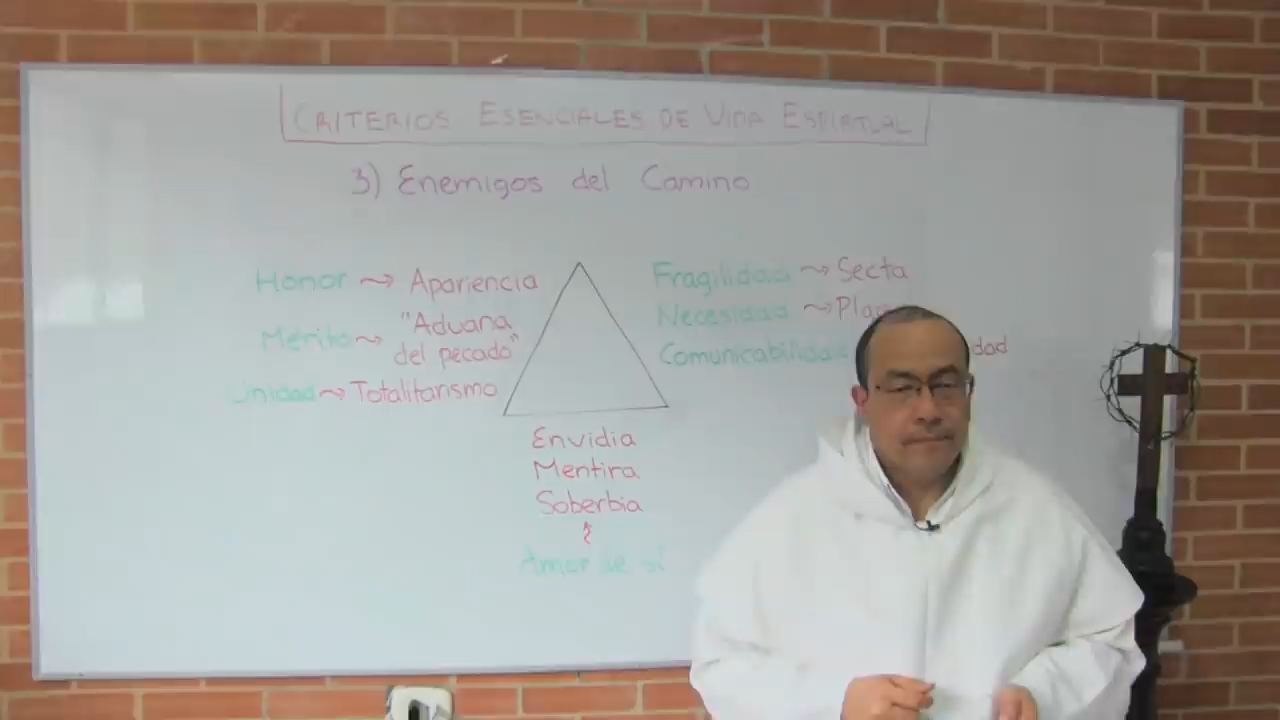 CRITERIOS ESENCIALES DE VIDA ESPIRITUAL
3) Enemigos del Camino
Honor ⤳ Apariencia
Mérito ⤳ "Aduana
del pecado"
Unidad ⤳ Totalitarismo
Fragilidad ⤳ Secta
Necesidad ⤳
Comunicabilidad
Envidia
Mentira
Soberbia
Amor de sí